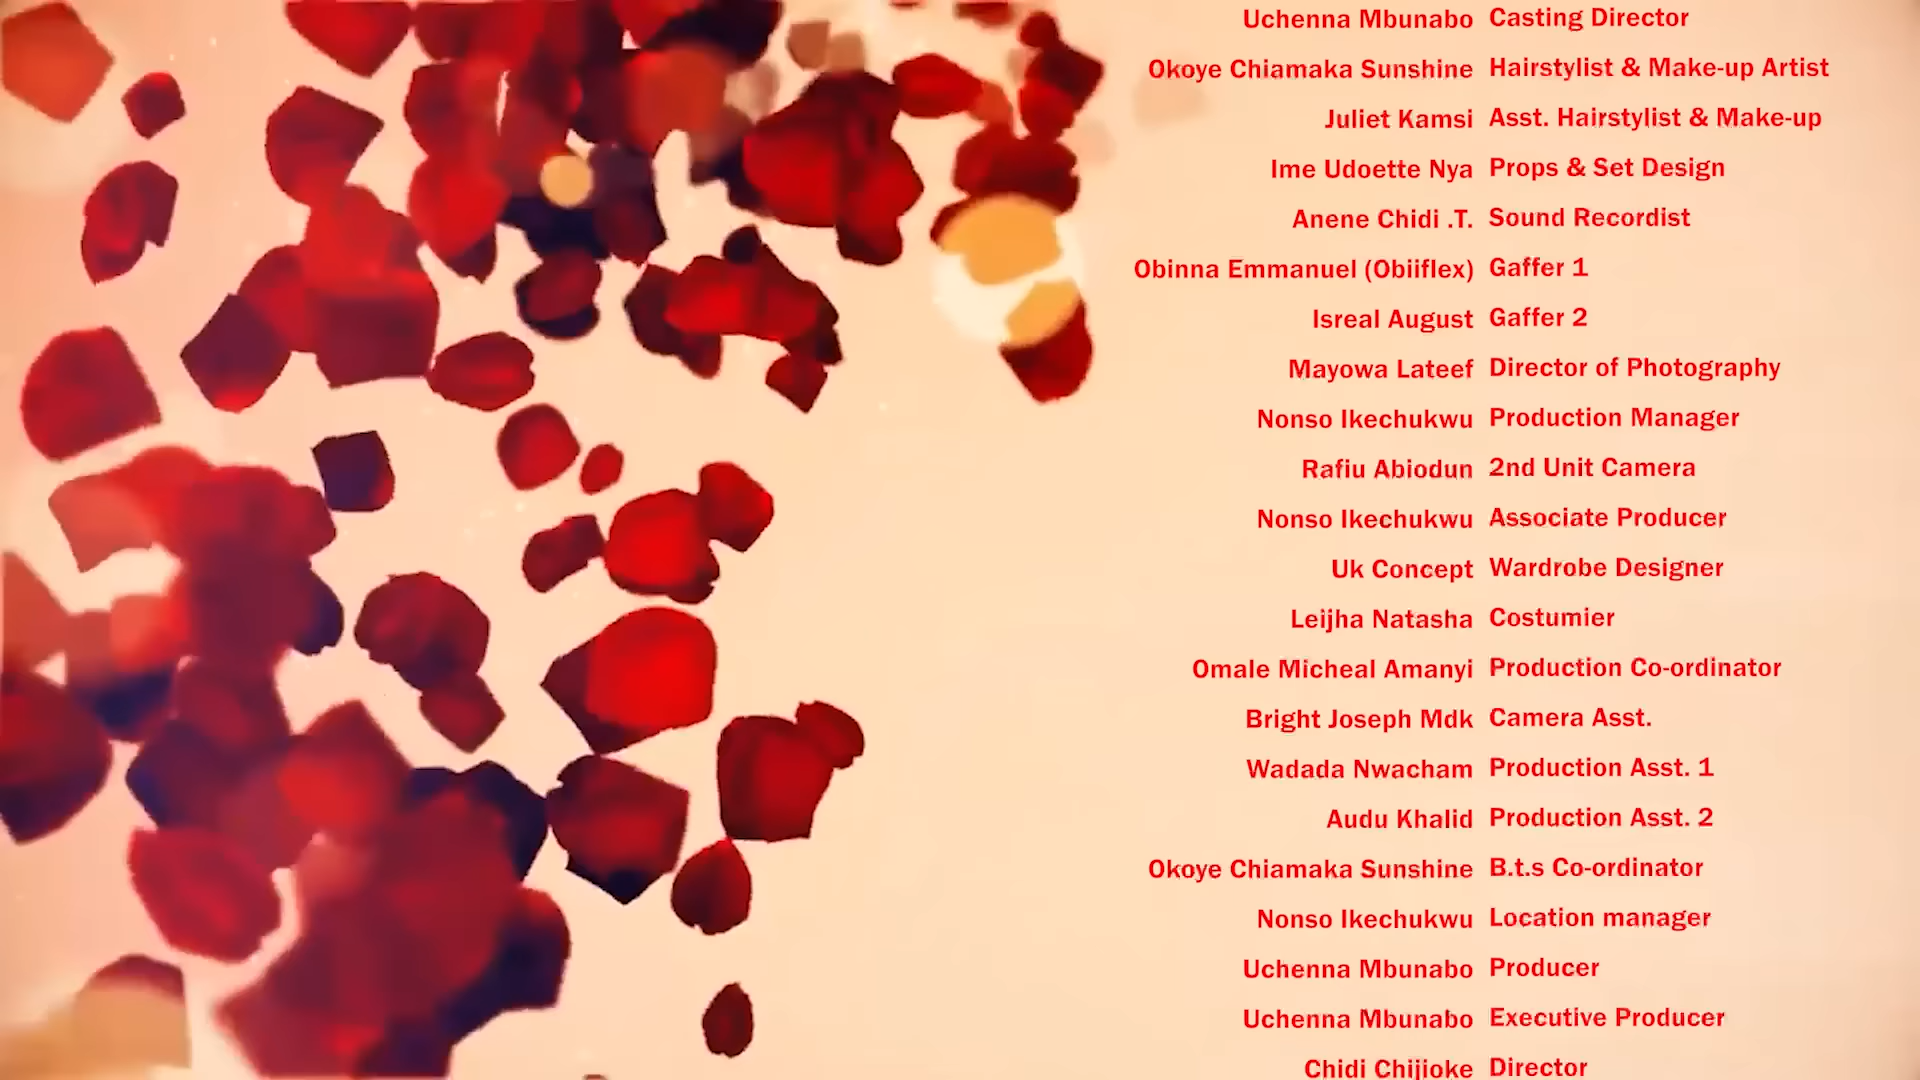 Uchenna Mbunabo Casting Director
Okoye Chiamaka Sunshine Hairstylist & Make-up Artist
Juliet Kamsi Asst. Hairstylist & Make-up
Ime Udoette Nya Props & Set Design
Anene Chidi .T. Sound Recordist
Obinna Emmanuel (Obiiflex) Gaffer 1
Isreal August Gaffer 2
Mayowa Lateef Director of Photography
Nonso Ikechukwu Production Manager
Rafiu Abiodun 2nd Unit Camera
Nonso Ikechukwu Associate Producer
Uk Concept Wardrobe Designer
Leijha Natasha Costumier
Omale Micheal Amanyi Production Co-ordinator
Bright Joseph Mdk Camera Asst.
Wadada Nwacham Production Asst. 1
Audu Khalid Production Asst. 2
Okoye Chiamaka Sunshine B.t.s Co-ordinator
Nonso Ikechukwu Location manager
Uchenna Mbunabo Producer
Uchenna Mbunabo Executive Producer
Chidi Chijioke Director